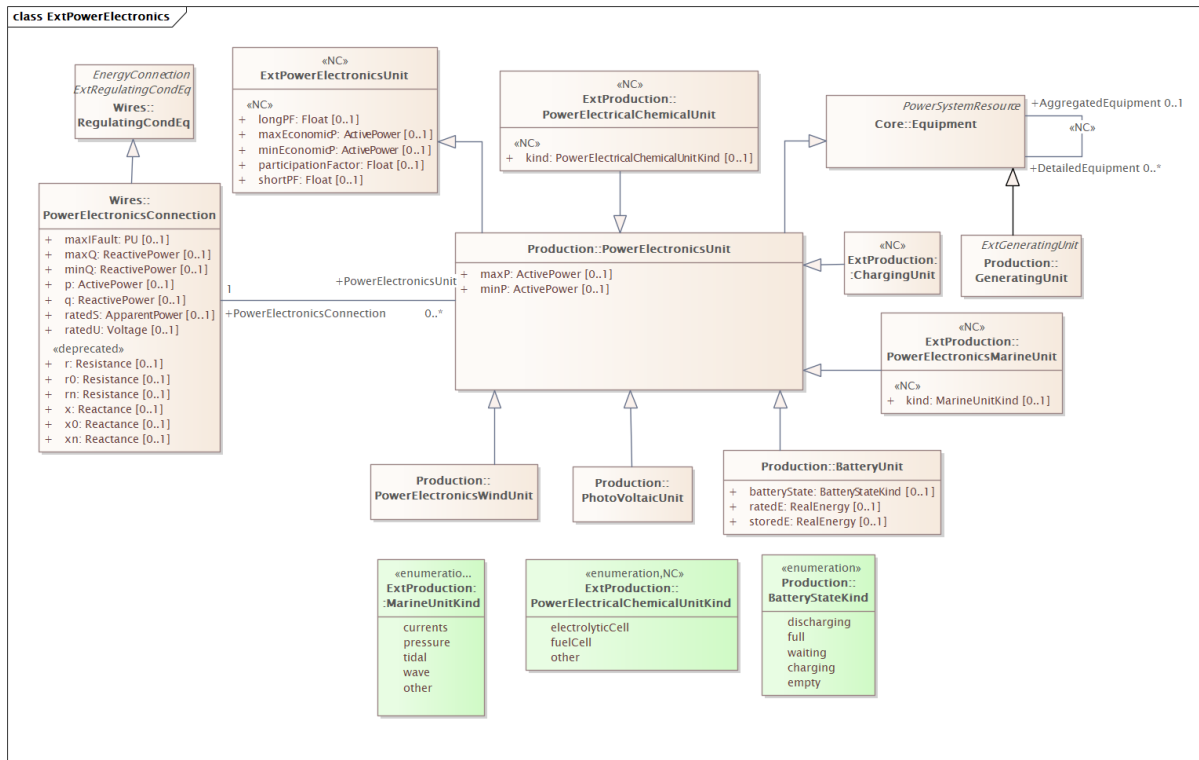 class ExtPowerElectronics
EnergyConnection
ExtRegulatingCondEq
Wires::
RegulatingCondEq
«NC»
ExtPowerElectronicsUnit
«NC»
+ longPF: Float [0..1]
+ maxEconomicP: ActivePower [0..1]
+ minEconomicP: ActivePower [0..1]
+ participationFactor: Float [0..1]
+ shortPF: Float [0..1]
«NC»
ExtProduction::
PowerElectricalChemicalUnit
«NC»
+ kind: PowerElectricalChemicalUnitKind [0..1]
PowerSystemResource
Core::Equipment
+AggregatedEquipment 0..1
«NC»
+DetailedEquipment 0..*
Wires::
PowerElectronicsConnection
+ maxIFault: PU [0..1]
+ maxQ: ReactivePower [0..1]
+ minQ: ReactivePower [0..1]
+ p: ActivePower [0..1]
+ q: ReactivePower [0..1]
+ ratedS: ApparentPower [0..1]
+ ratedU: Voltage [0..1]
«deprecated»
+ r: Resistance [0..1]
+ r0: Resistance [0..1]
+ rn: Resistance [0..1]
+ x: Reactance [0..1]
+ x0: Reactance [0..1]
+ xn: Reactance [0..1]
+PowerElectronicsUnit
1
+PowerElectronicsConnection 0..*
Production::PowerElectronicsUnit
+ maxP: ActivePower [0..1]
+ minP: ActivePower [0..1]
«NC»
ExtProduction:
:ChargingUnit
ExtGeneratingUnit
Production::
GeneratingUnit
«NC»
ExtProduction::
PowerElectronicsMarineUnit
«NC»
+ kind: MarineUnitKind [0..1]
Production::
PowerElectronicsWindUnit
Production::
PhotoVoltaicUnit
Production::BatteryUnit
+ batteryState: BatteryStateKind [0..1]
+ ratedE: RealEnergy [0..1]
+ storedE: RealEnergy [0..1]
«enumeratio...
ExtProduction:
:MarineUnitKind
currents
pressure
tidal
wave
other
«enumeration,NC»
ExtProduction::
PowerElectricalChemicalUnitKind
electrolyticCell
fuelCell
other
«enumeration»
Production::
BatteryStateKind
discharging
full
waiting
charging
empty